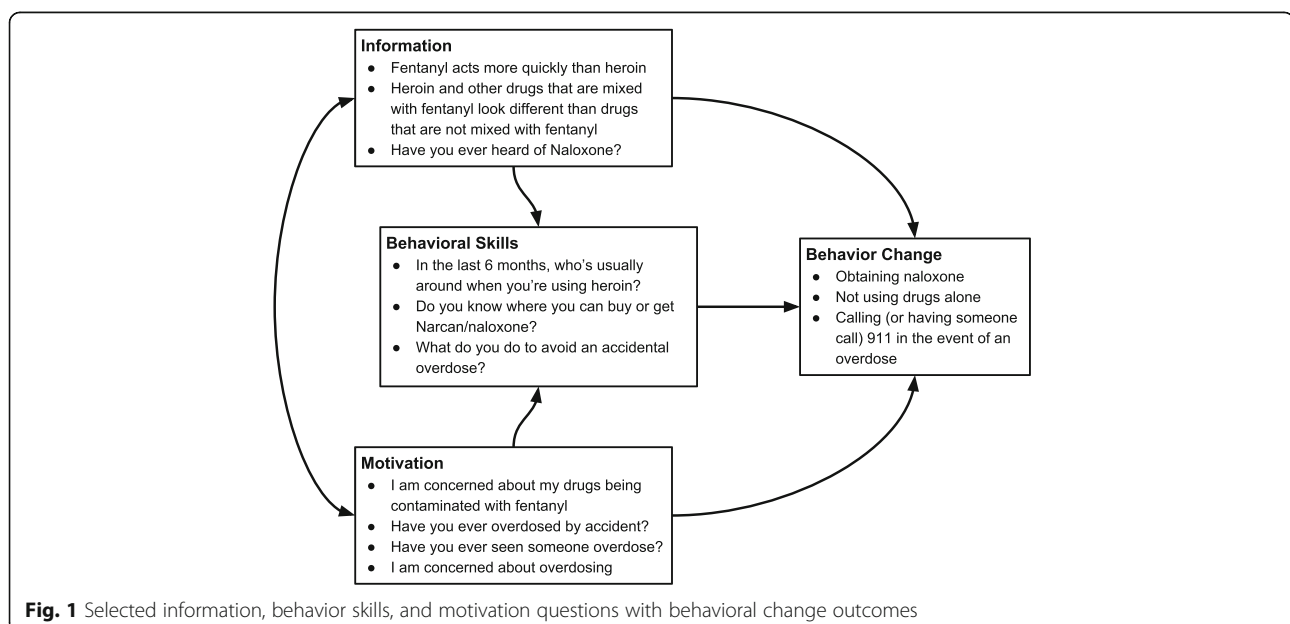 Information
● Fentanyl acts more quickly than heroin
● Heroin and other drugs that are mixed
with fentanyl look different than drugs
that are not mixed with fentanyl
● Have you ever heard of Naloxone?
Behavioral Skills
● In the last 6 months, who's usually
around when you're using heroin?
● Do you know where you can buy or get
Narcan/naloxone?
● What do you do to avoid an accidental
overdose?
Behavior Change
● Obtaining naloxone
● Not using drugs alone
● Calling (or having someone
call) 911 in the event of an
overdose
Motivation
● I am concerned about my drugs being
contaminated with fentanyl
● Have you ever overdosed by accident?
● Have you ever seen someone overdose?
● I am concerned about overdosing
Fig. 1 Selected information, behavior skills, and motivation questions with behavioral change outcomes